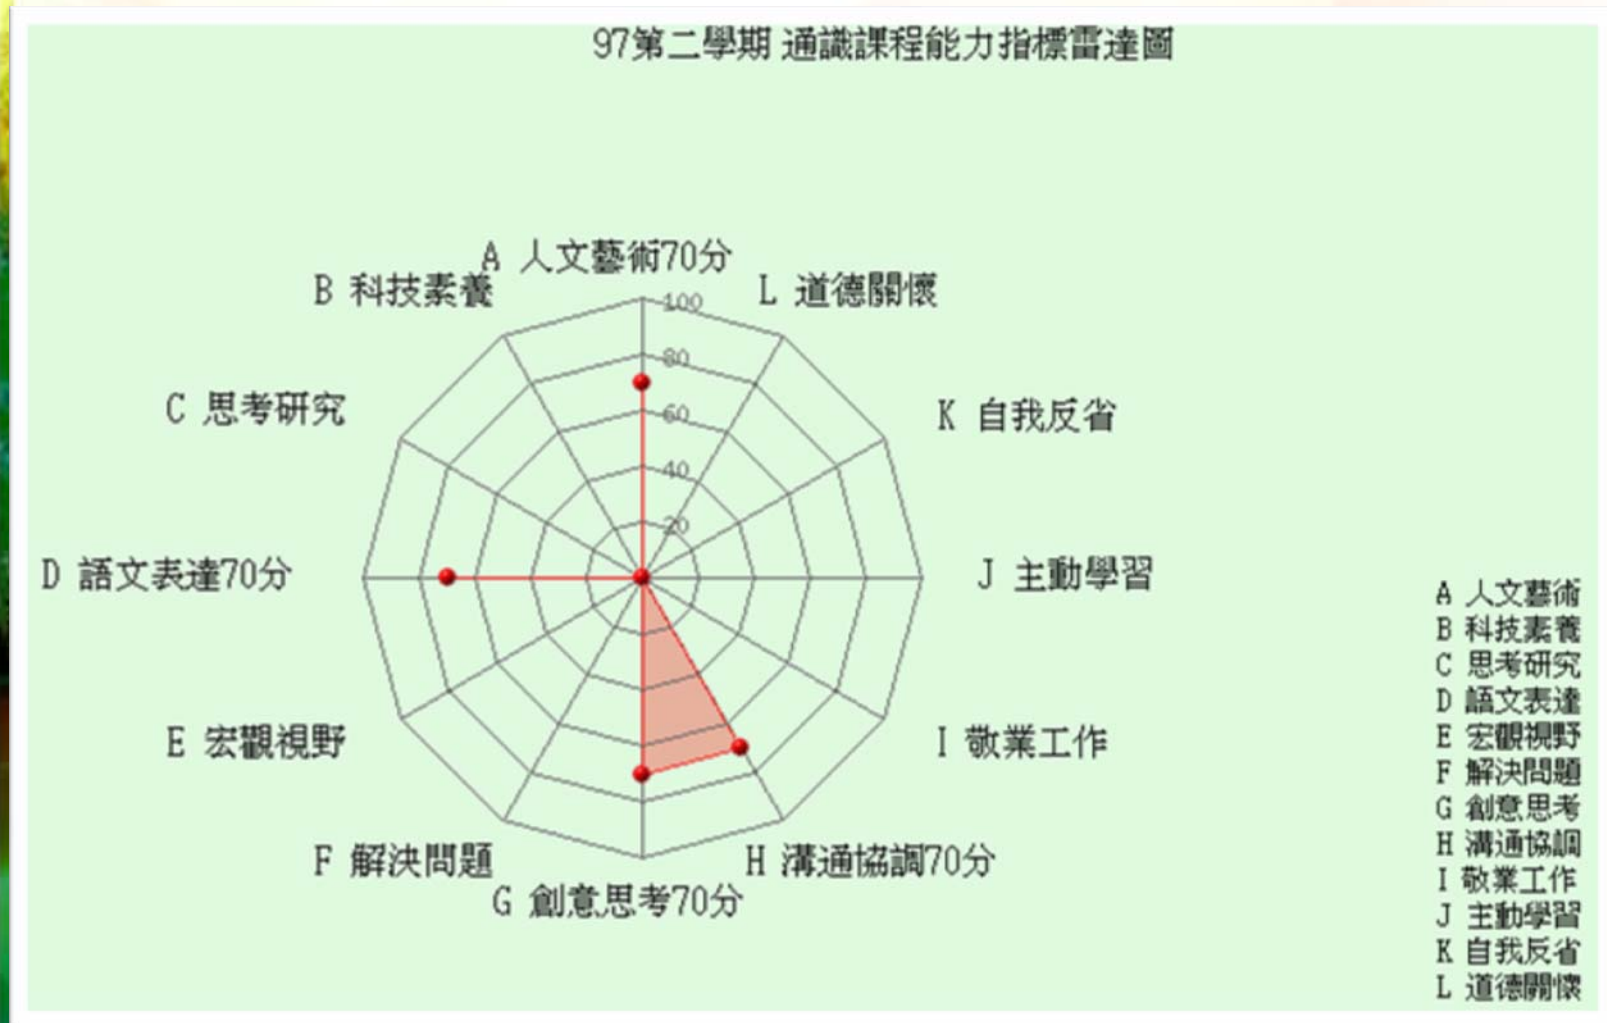 97第二學期 通識課程能力指標雷達圖
A 人文藝術70分
B 科技素養
L 道德關懷
100
80
C 思考研究
K 自我反省
60
40
20
D 語文表達70分
J 主動學習
E 宏觀視野
I 敬業工作
F 解決問題
H 溝通協調70分
G 創意思考70分
A 人文藝術
B 科技素養
C 思考研究
D 語文表達
E 宏觀視野
F 解決問題
G 創意思考
H 溝通協調
I 敬業工作
J 主動學習
K 自我反省
L 道德關懷